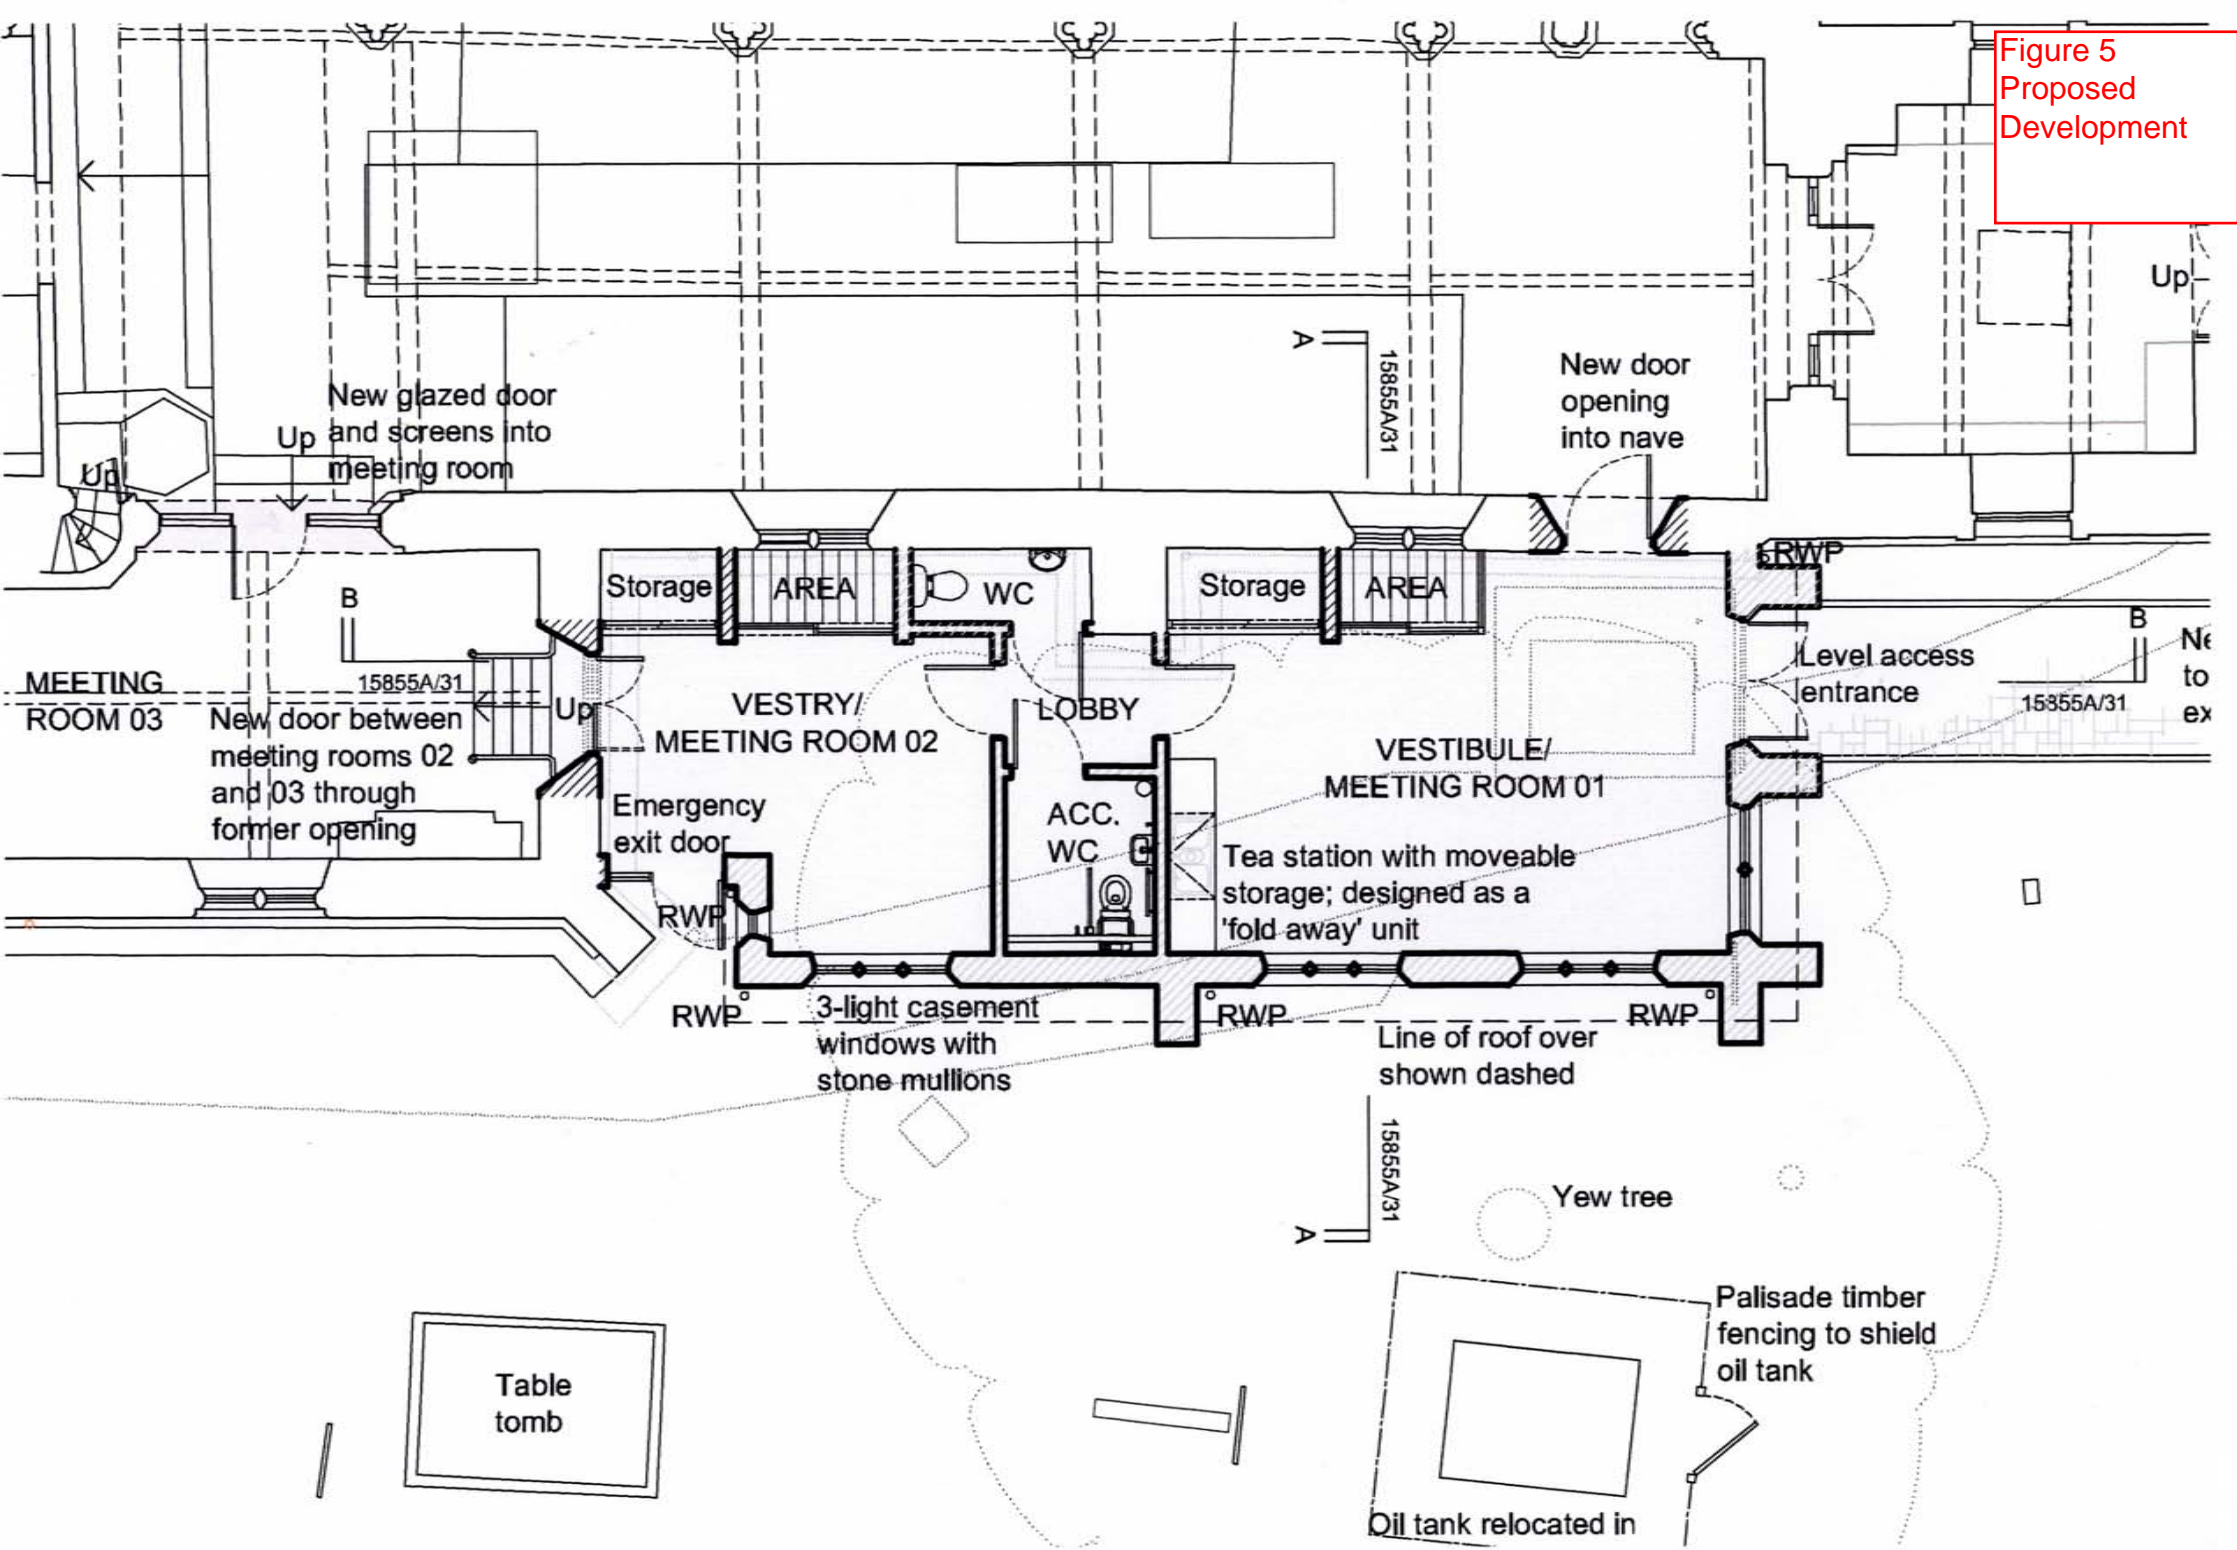 Figure 5
Proposed
Development
Up
A
15855A/31
New door
opening
into nave
New glazed door
and screens into
meeting room
Up
Up
RWP
Storage
AREA
WC
Storage
AREA
B
15855A/31
B
15855A/31
Level access
entrance
MEETING
ROOM 03
New door between
meeting rooms 02
and 03 through
former opening
Up
VESTRY/
MEETING ROOM 02
LOBBY
VESTIBULE/
MEETING ROOM 01
Emergency
exit door
ACC.
WC
Tea station with moveable
storage; designed as a
'fold away' unit
to
RWP
RWP
3-light casement
windows with
stone mullions
RWP
RWP
Line of roof over
shown dashed
15855A/31
A
Yew tree
Palisade timber
fencing to shield
oil tank
Table
tomb
Oil tank relocated in